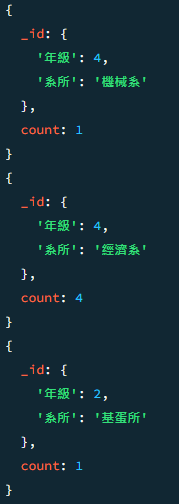 {
  _id: {
    '年級': 4,
    '系所': '機械系'
  },
  count: 1
}
{
  _id: {
    '年級': 4,
    '系所': '經濟系'
  },
  count: 4
}
{
  _id: {
    '年級': 2,
    '系所': '基蛋所'
  },
  count: 1
}